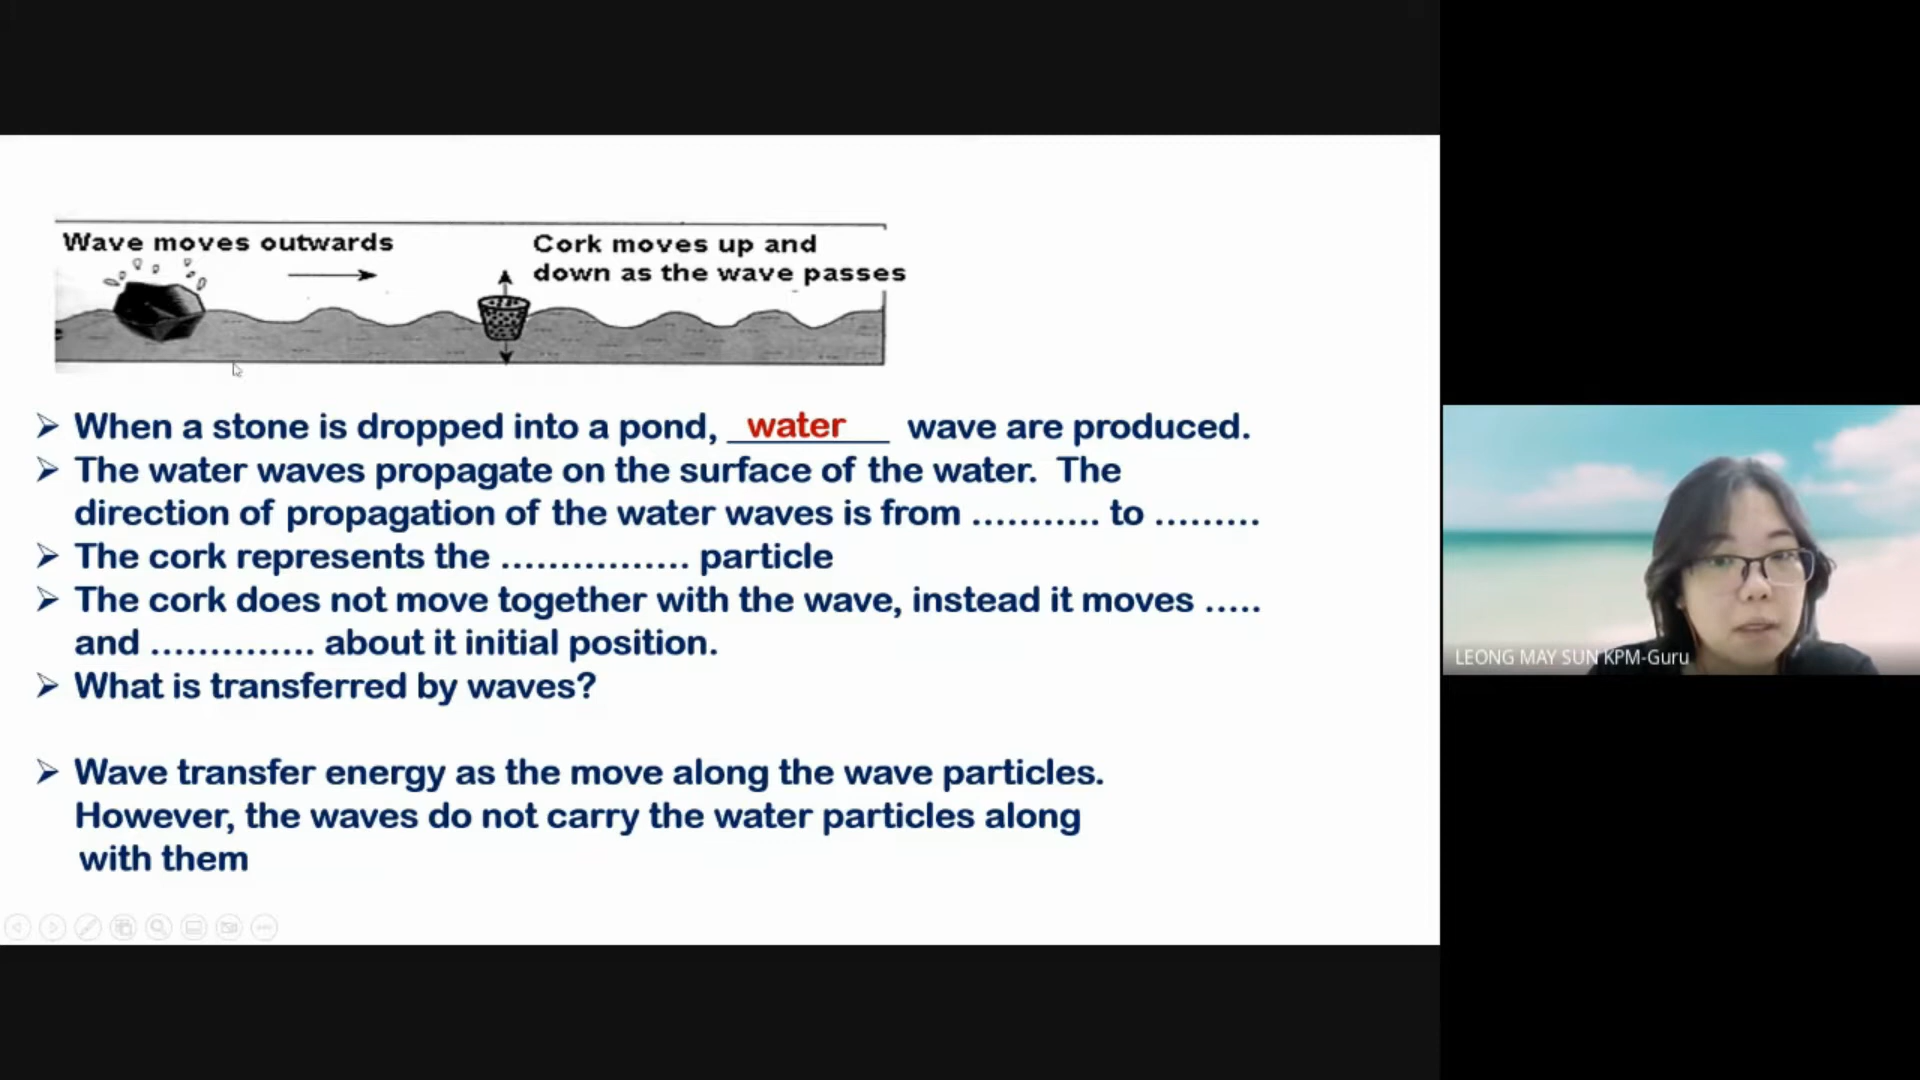 Wave moves outwards
Cork moves up and
down as the wave passes
➢ When a stone is dropped into a pond, __water__ wave are produced.
➢ The water waves propagate on the surface of the water. The
direction of propagation of the water waves is from ........... to .........
➢ The cork represents the ................ particle
➢ The cork does not move together with the wave, instead it moves .....
and .............. about it initial position.
➢ What is transferred by waves?
➢ Wave transfer energy as the move along the wave particles.
However, the waves do not carry the water particles along
with them
LEONG MAY SUN KPM-Guru